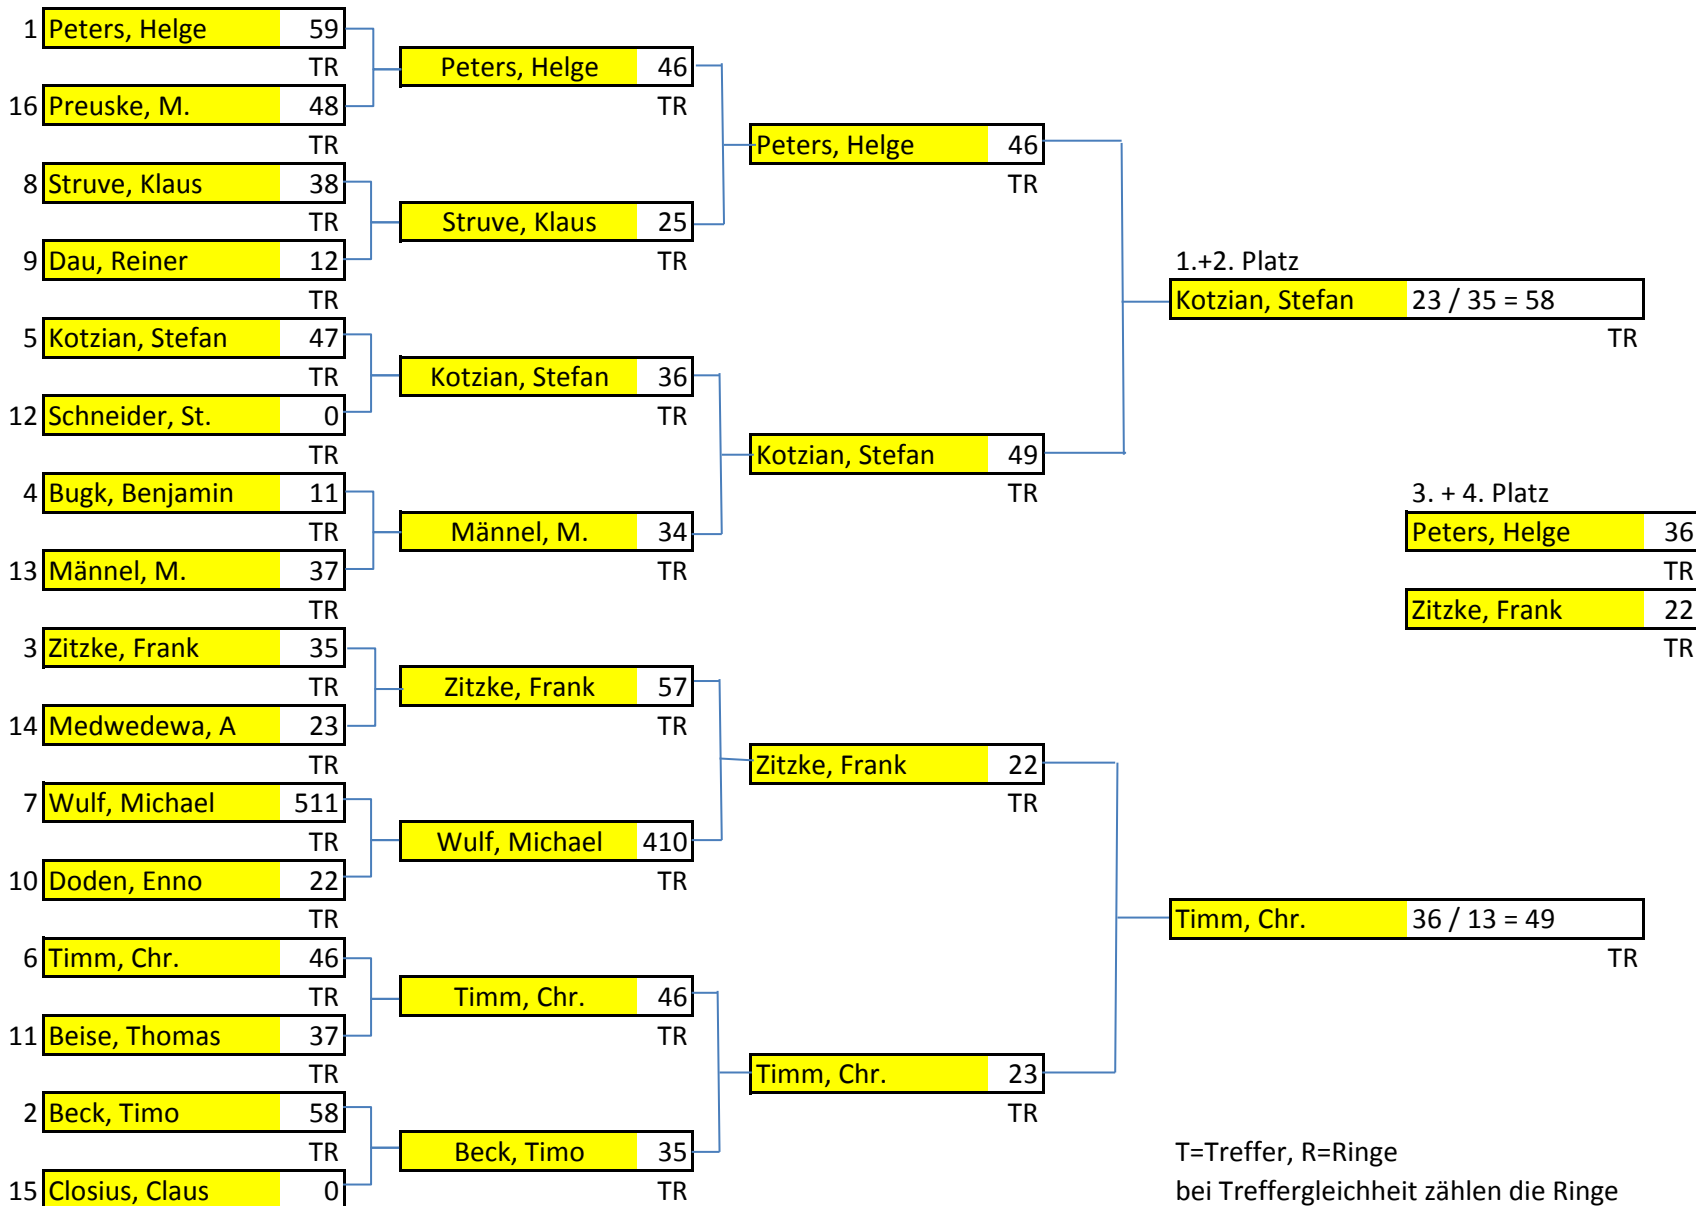 1 Peters, Helge 59
TR
Peters, Helge 46
16 Preuske, M. 48
TR
TR
Peters, Helge 46
8 Struve, Klaus 38
TR
TR
Struve, Klaus 25
9 Dau, Reiner 12
TR
1.+2. Platz
TR
Kotzian, Stefan 23 / 35 = 58
5 Kotzian, Stefan 47
TR
TR
Kotzian, Stefan 36
12 Schneider, St. 0
TR
TR
Kotzian, Stefan 49
4 Bugk, Benjamin 11
TR
3. + 4. Platz
TR
Männel, M. 34
Peters, Helge 36
13 Männel, M. 37
TR
TR
TR
Zitzke, Frank 22
3 Zitzke, Frank 35
TR
TR
Zitzke, Frank 57
14 Medwedewa, A 23
TR
TR
Zitzke, Frank 22
7 Wulf, Michael 511
TR
TR
Wulf, Michael 410
10 Doden, Enno 22
TR
TR
Timm, Chr. 36 / 13 = 49
6 Timm, Chr. 46
TR
TR
Timm, Chr. 46
11 Beise, Thomas 37
TR
TR
Timm, Chr. 23
2 Beck, Timo 58
TR
TR
Beck, Timo 35
T=Treffer, R=Ringe
15 Closius, Claus 0
TR
bei Treffergleichheit zählen die Ringe